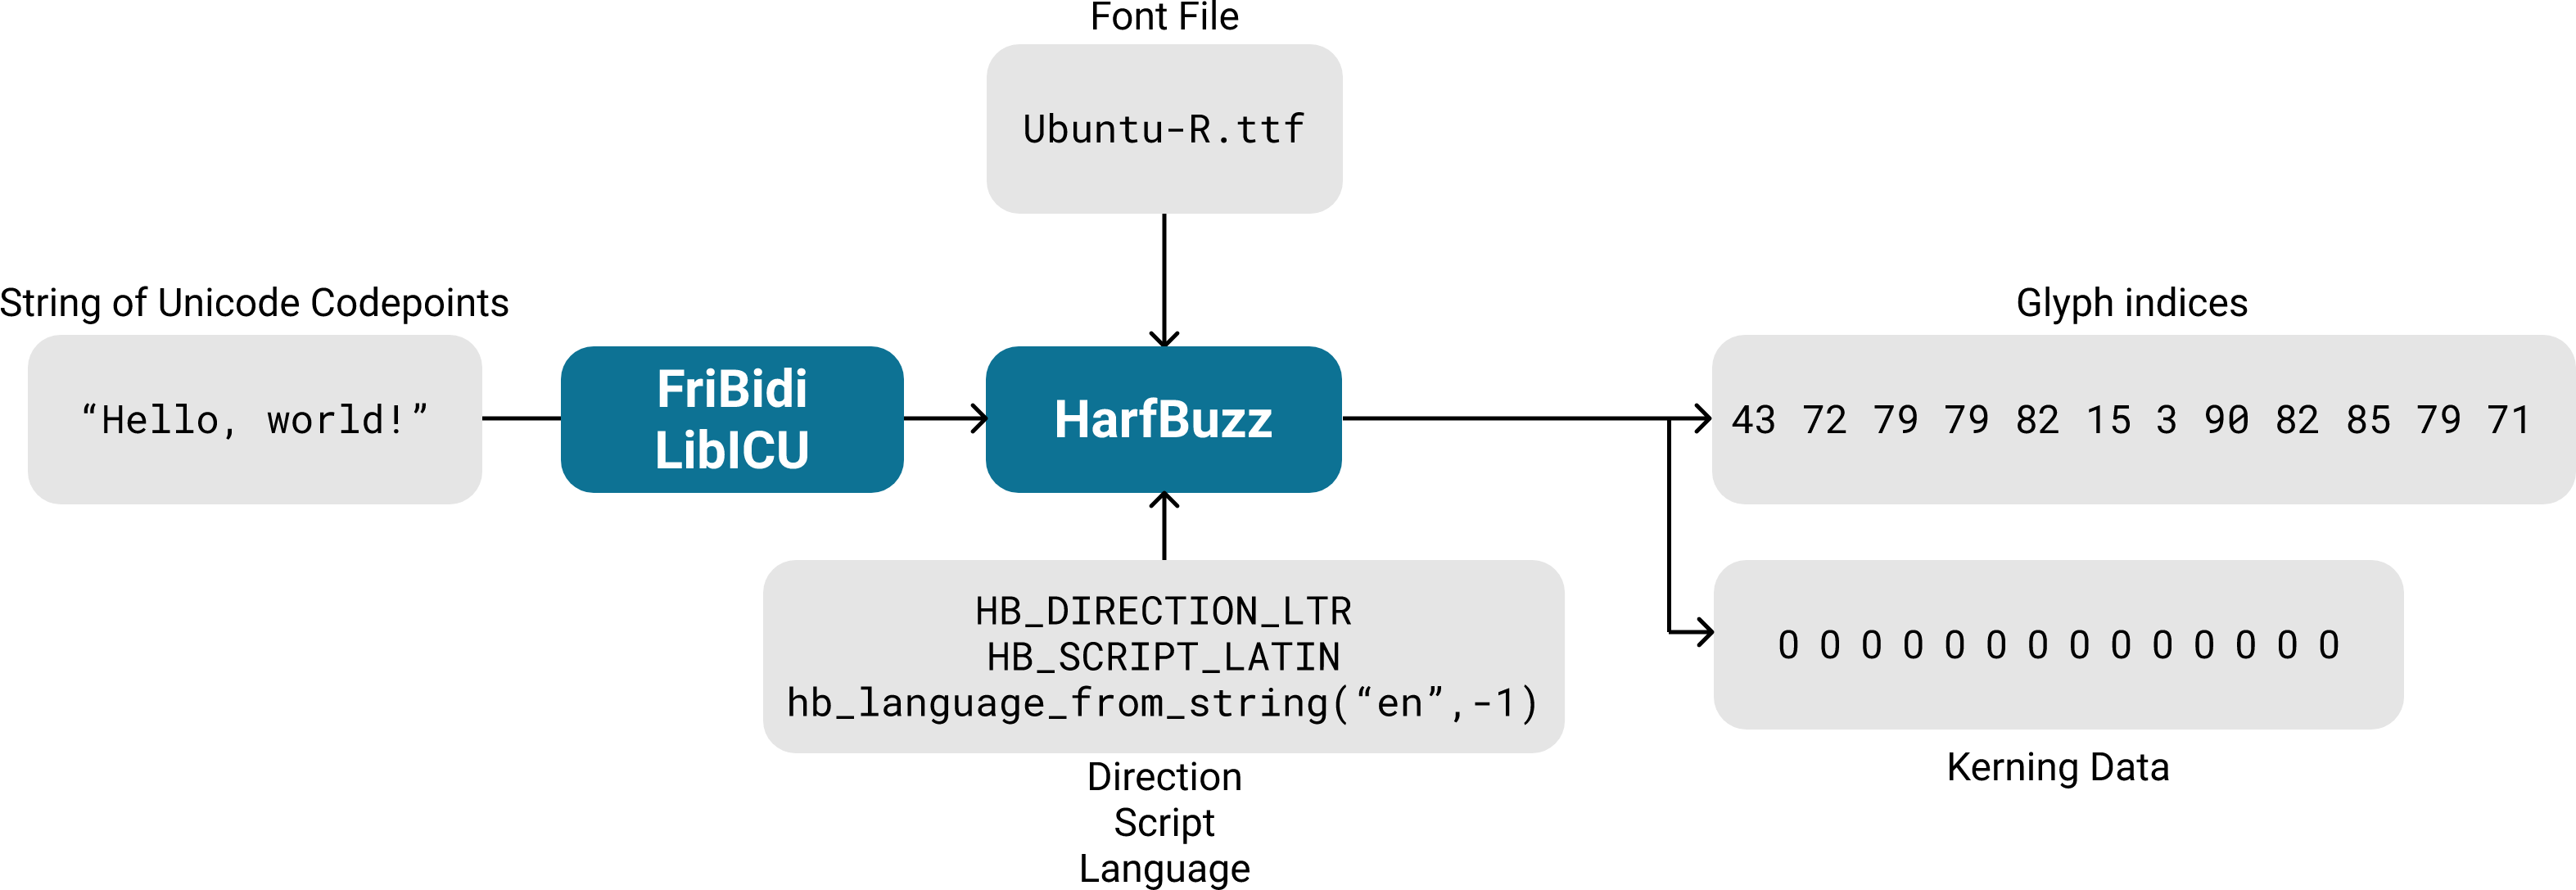 Font File
Ubuntu-R.ttf
String of Unicode Codepoints
“Hello, world!”
FriBidi
LibICU
HarfBuzz
Glyph indices
43 72 79 79 82 15 3 90 82 85 79 71
HB_DIRECTION_LTR
HB_SCRIPT_LATIN
hb_language_from_string(“en”,-1)
Direction
Script
Language
0 0 0 0 0 0 0 0 0 0 0 0 0 0
Kerning Data